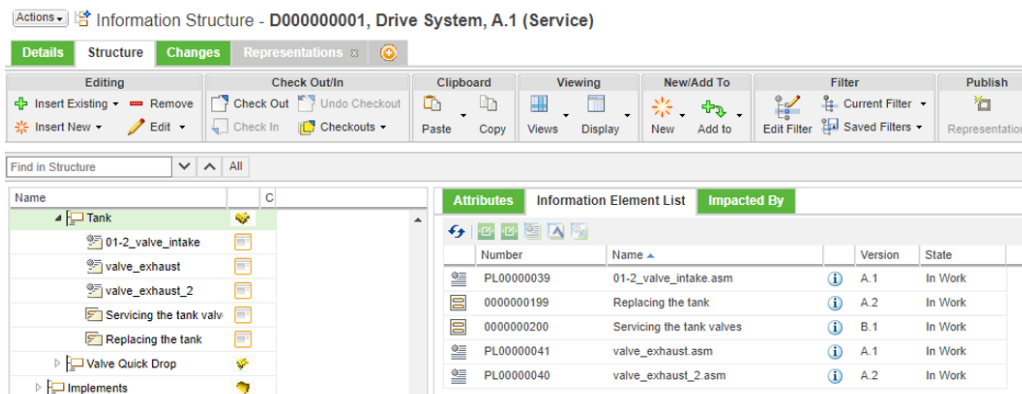 Actions Information Structure - D000000001, Drive System, A.1 (Service)
Details Structure Changes Representations
Editing Check Out/In Clipboard Viewing New/Add To Filter Publish
Insert Existing Remove Check Out Undo Checkout Current Filter
Insert New Edit Check In Checkouts Paste Copy Views Display New Add to Edit Filter Saved Filters Representation
Find in Structure All
Name C
Attributes Information Element List Impacted By
Tank
01-2_valve_intake
valve_exhaust
valve_exhaust_2
Servicing the tank valv
Replacing the tank
Valve Quick Drop
Implements
Number Name Version State
PL00000039 01-2_valve_intake.asm A.1 In Work
0000000199 Replacing the tank A.2 In Work
0000000200 Servicing the tank valves B.1 In Work
PL00000041 valve_exhaust.asm A.1 In Work
PL00000040 valve_exhaust_2.asm A.2 In Work